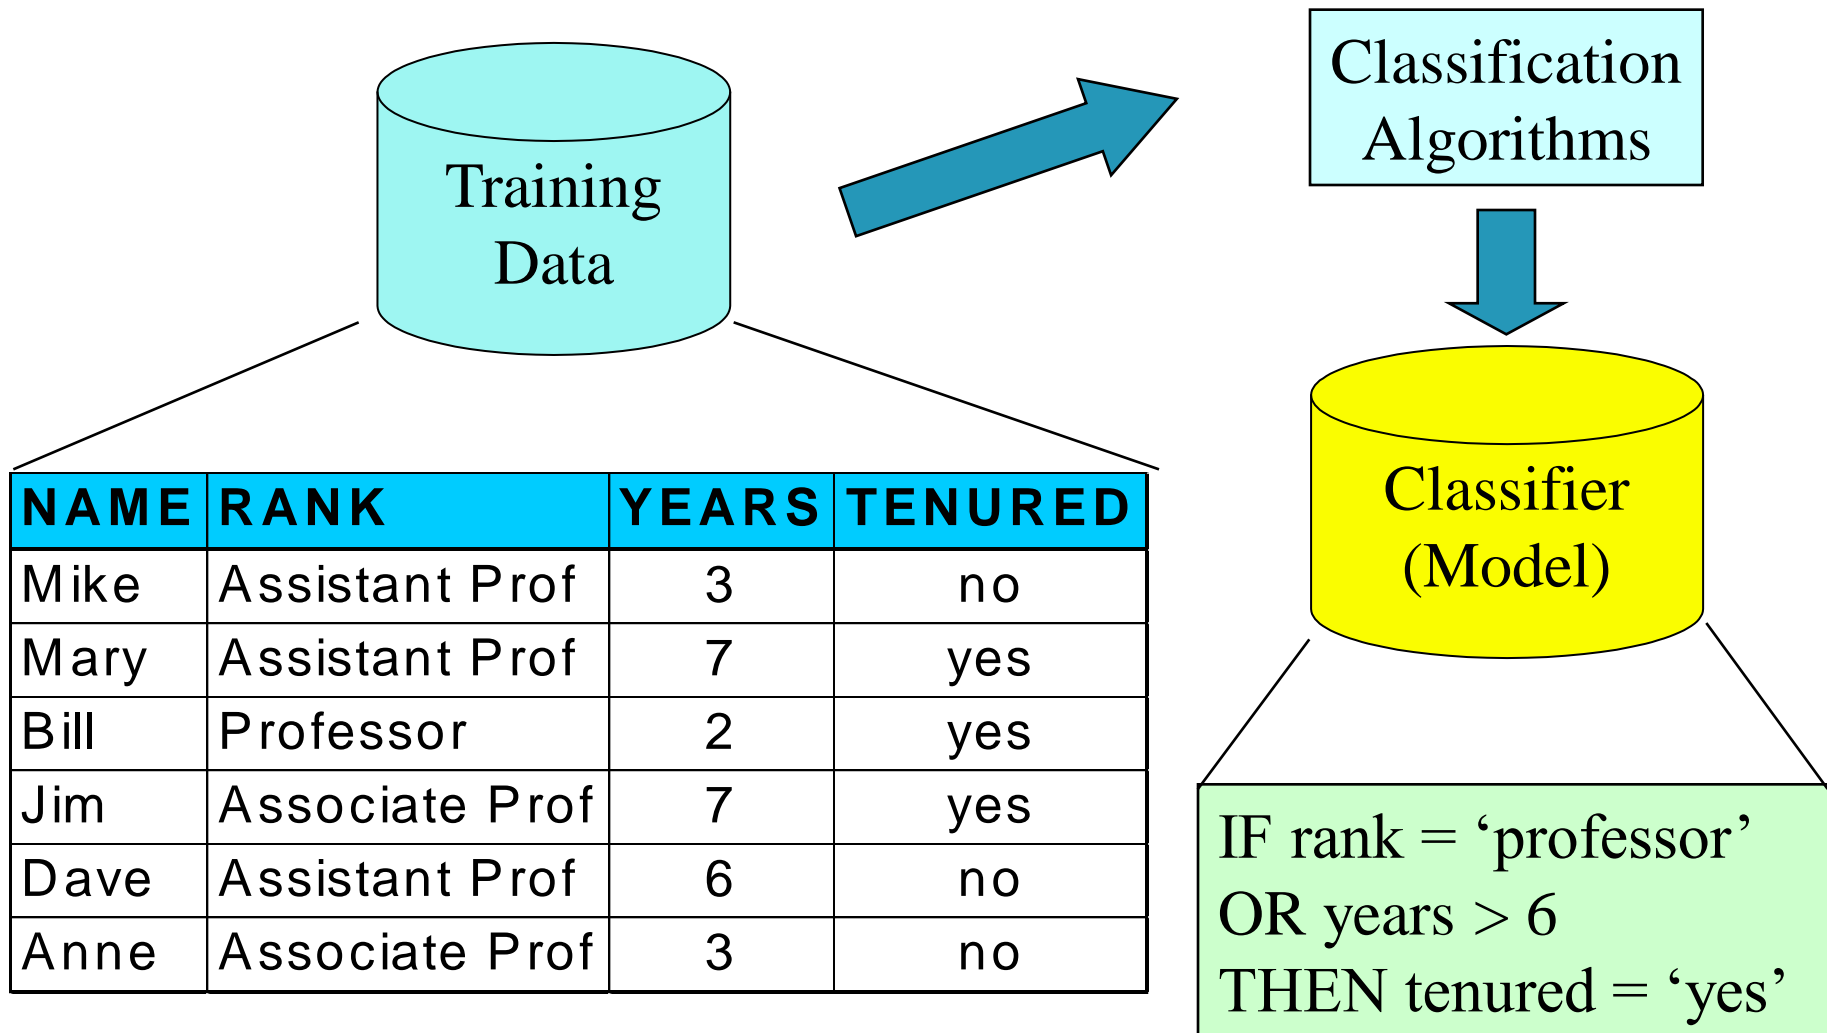 Training
Data
Classification
Algorithms
NAME RANK YEARS TENURED
Mike Assistant Prof 3 no
Mary Assistant Prof 7 yes
Bill Professor 2 yes
Jim Associate Prof 7 yes
Dave Assistant Prof 6 no
Anne Associate Prof 3 no
Classifier
(Model)
IF rank = ‘professor’
OR years > 6
THEN tenured = ‘yes’